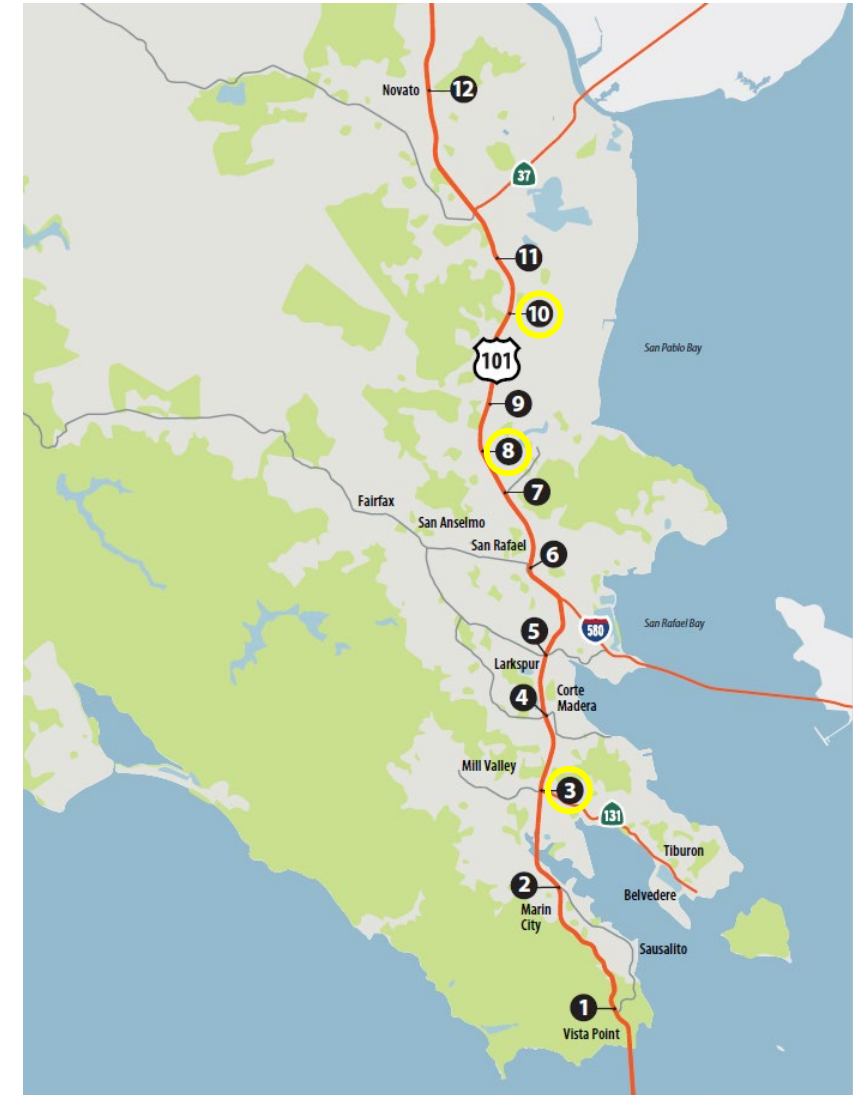 Novato
12
37
11
10
101
San Pablo Bay
9
8
7
Fairfax
San Anselmo
San Rafael
6
San Rafael Bay
580
5
Larkspur
4
Corte
Madera
Mill Valley
3
131
Tiburon
2
Belvedere
Marin
City
Sausalito
1
Vista Point